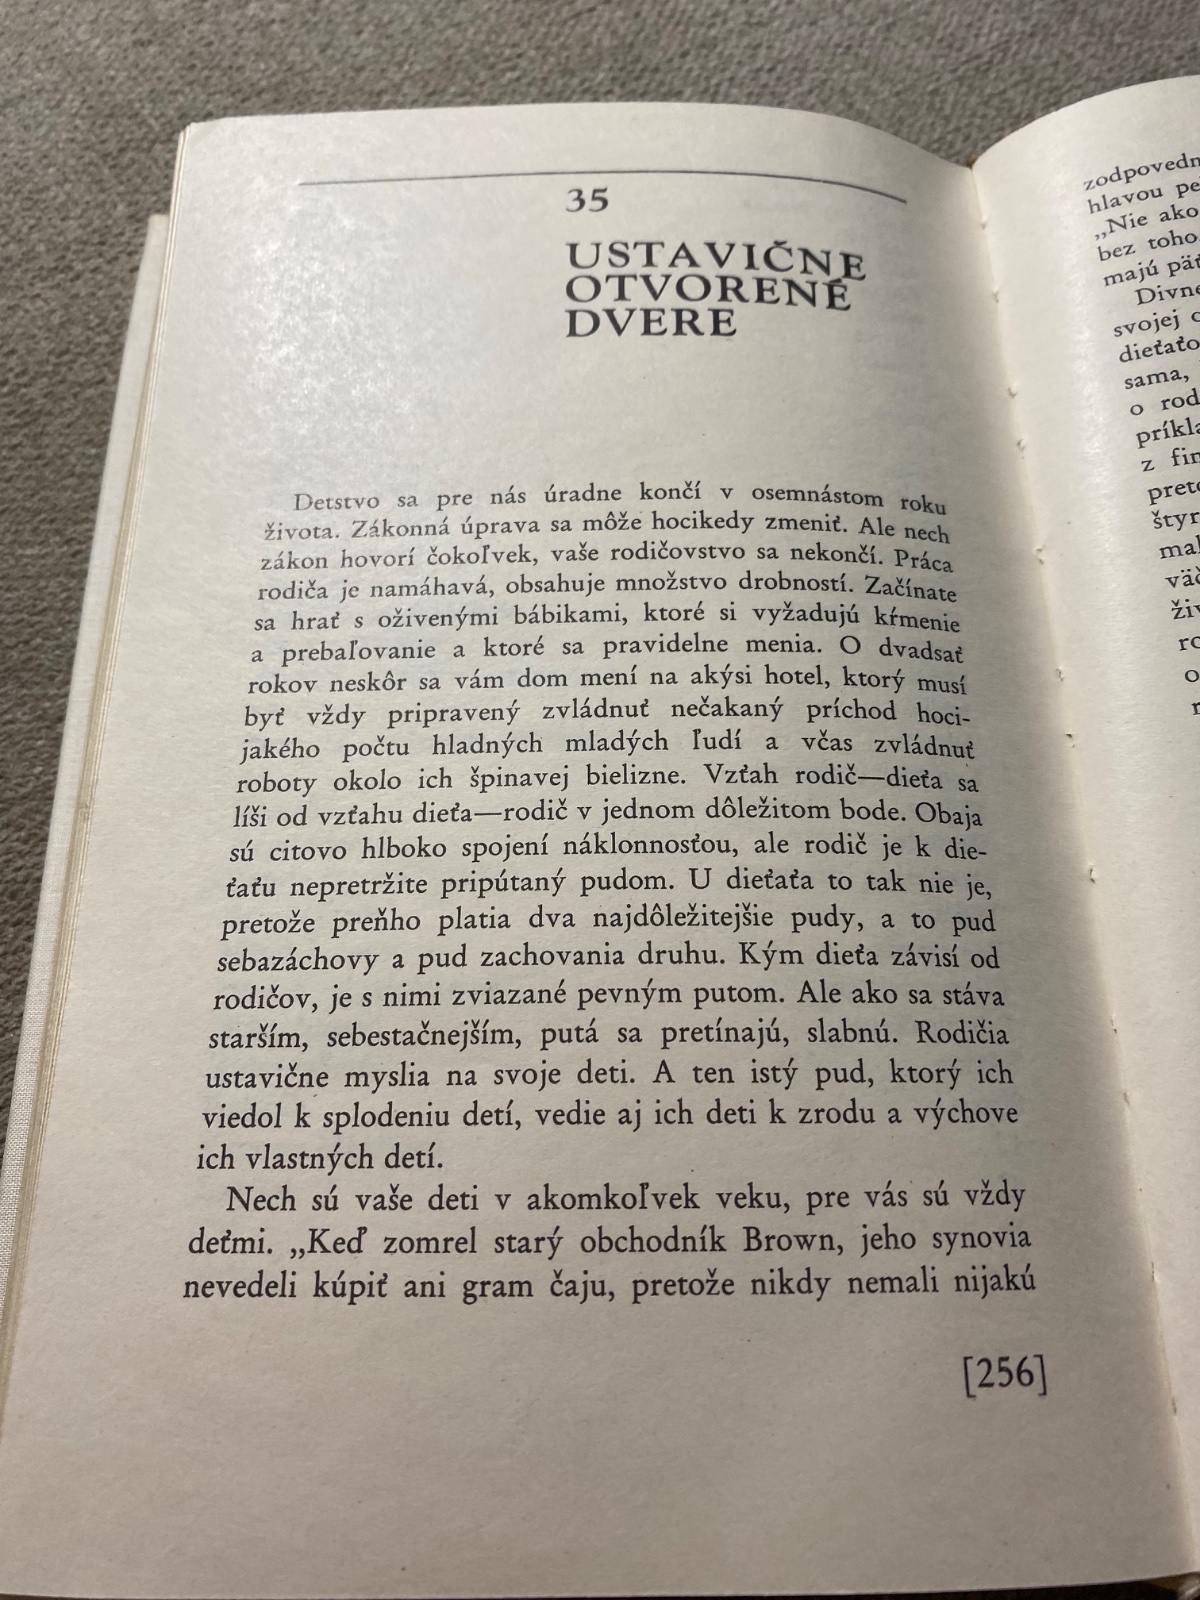 35
USTAVIČNE
OTVORENÉ
DVERE
Detstvo sa pre nás úradne končí v osemnástom roku
života. Zákonná úprava sa môže hocikedy zmeniť. Ale nech
zákon hovorí čokoľvek, vaše rodičovstvo sa nekončí. Práca
rodiča je namáhavá, obsahuje množstvo drobností. Začínate
sa hrať s oživenými bábikami, ktoré si vyžadujú kŕmenie
a prebaľovanie a ktoré sa pravidelne menia. O dvadsať
rokov neskôr sa vám dom mení na akýsi hotel, ktorý musí
byť vždy pripravený zvládnuť nečakaný príchod hoci-
jakého počtu hladných mladých ľudí a včas zvládnuť
roboty okolo ich špinavej bielizne. Vzťah rodič—dieťa sa
líši od vzťahu dieťa—rodič v jednom dôležitom bode. Obaja
sú citovo hlboko spojení náklonnosťou, ale rodič je k die-
ťaťu nepretržite pripútaný pudom. U dieťaťa to tak nie je,
pretože preňho platia dva najdôležitejšie pudy, a to pud
sebazáchovy a pud zachovania druhu. Kým dieťa závisí od
rodičov, je s nimi zviazané pevným putom. Ale ako sa stáva
starším, sebestačnejším, putá sa pretínajú, slabnú. Rodičia
ustavične myslia na svoje deti. A ten istý pud, ktorý ich
viedol k splodeniu detí, vedie aj ich deti k zrodu a výchove
ich vlastných detí.
Nech sú vaše deti v akomkoľvek veku, pre vás sú vždy
deťmi. „Keď zomrel starý obchodník Brown, jeho synovia
nevedeli kúpiť ani gram čaju, pretože nikdy nemali nijakú
[256]
hlavou
„Nie ako
bez toho
majú
svojej
sama,
o
z